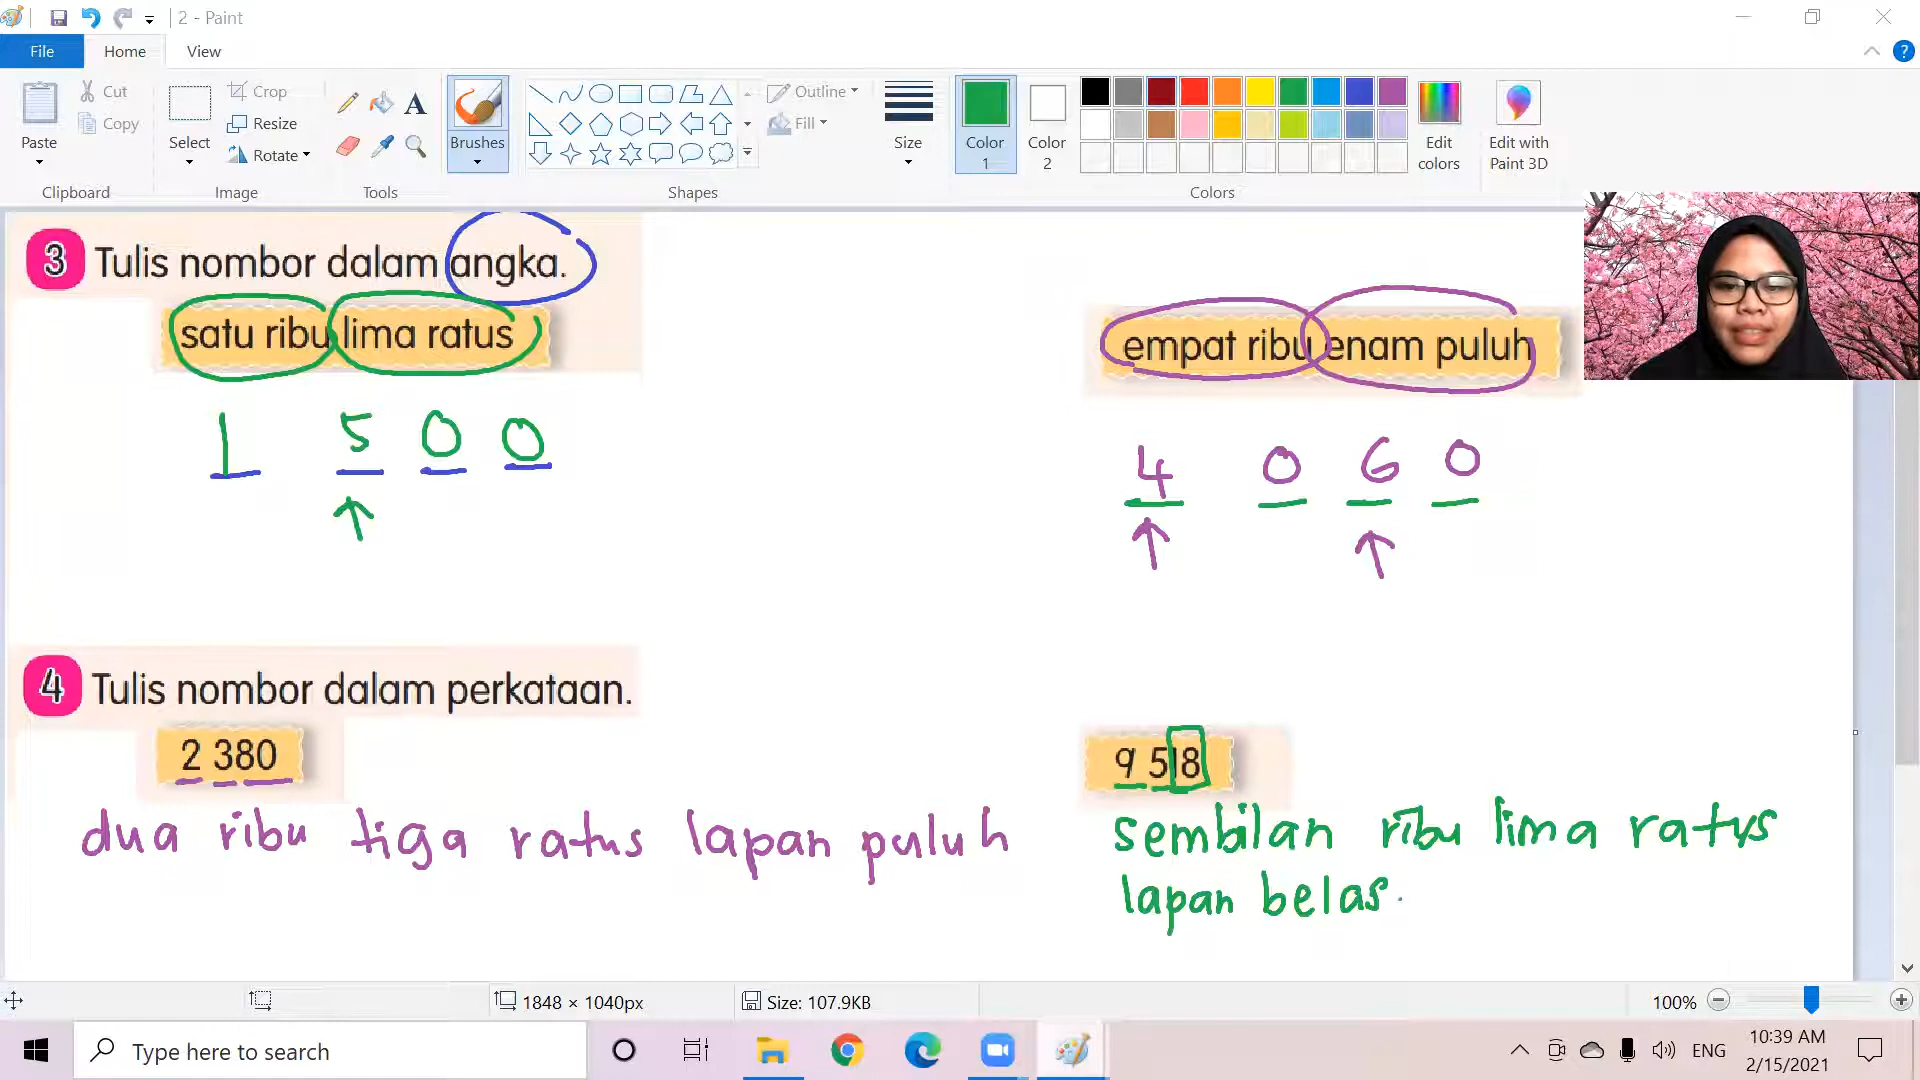 2 - Paint
File Home View
Paste Cut Copy Clipboard
Select Crop Resize Rotate Image
Tools
Brushes
Shapes
Outline Fill
Size
Color 1
Color 2
Colors
Edit colors
Edit with Paint 3D
3 Tulis nombor dalam angka.
satu ribu lima ratus
1 5 0 0
empat ribu enam puluh
4 0 6 0
4 Tulis nombor dalam perkataan.
2 380
dua ribu tiga ratus lapan puluh
9 518
sembilan ribu lima ratus
lapan belas.
1848 × 1040px
Size: 107.9KB
100%
Type here to search
ENG
10:39 AM
2/15/2021